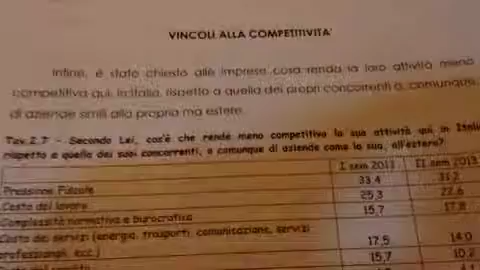 VINCOLI ALLA COMPETITIVITA'
Infine, è stato chiesto alle imprese cosa renda la loro attività meno
competitiva qui, in Italia, rispetto a quella dei propri concorrenti o, comunque,
di aziende simili alla propria ma estere.
Tav.2.7 - Secondo Lei, cos'è che rende meno competitiva la sua attività qui in Italia
rispetto a quella dei suoi concorrenti, o comunque di aziende come la sua, all'estero?
I sem 2013 II sem 2013
Pressione Fiscale 33,4 31,2
Costo del lavoro 25,3 23,6
Complessità normativa e burocratica 15,7 17,8
Costo dei servizi (energia, trasporti, comunicazione, servizi
professionali, ecc.) 17,5 14,0
15,7 10,2
4,1